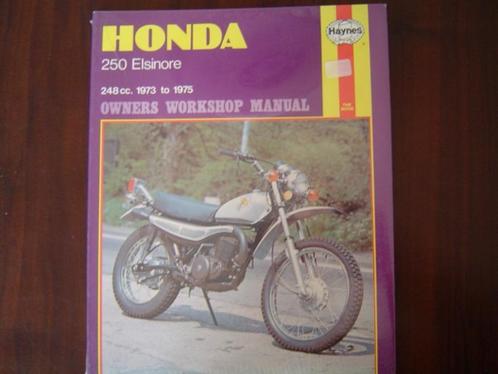 HONDA
Haynes
250 Elsinore
248 cc. 1973 to 1975
OWNERS WORKSHOP MANUAL